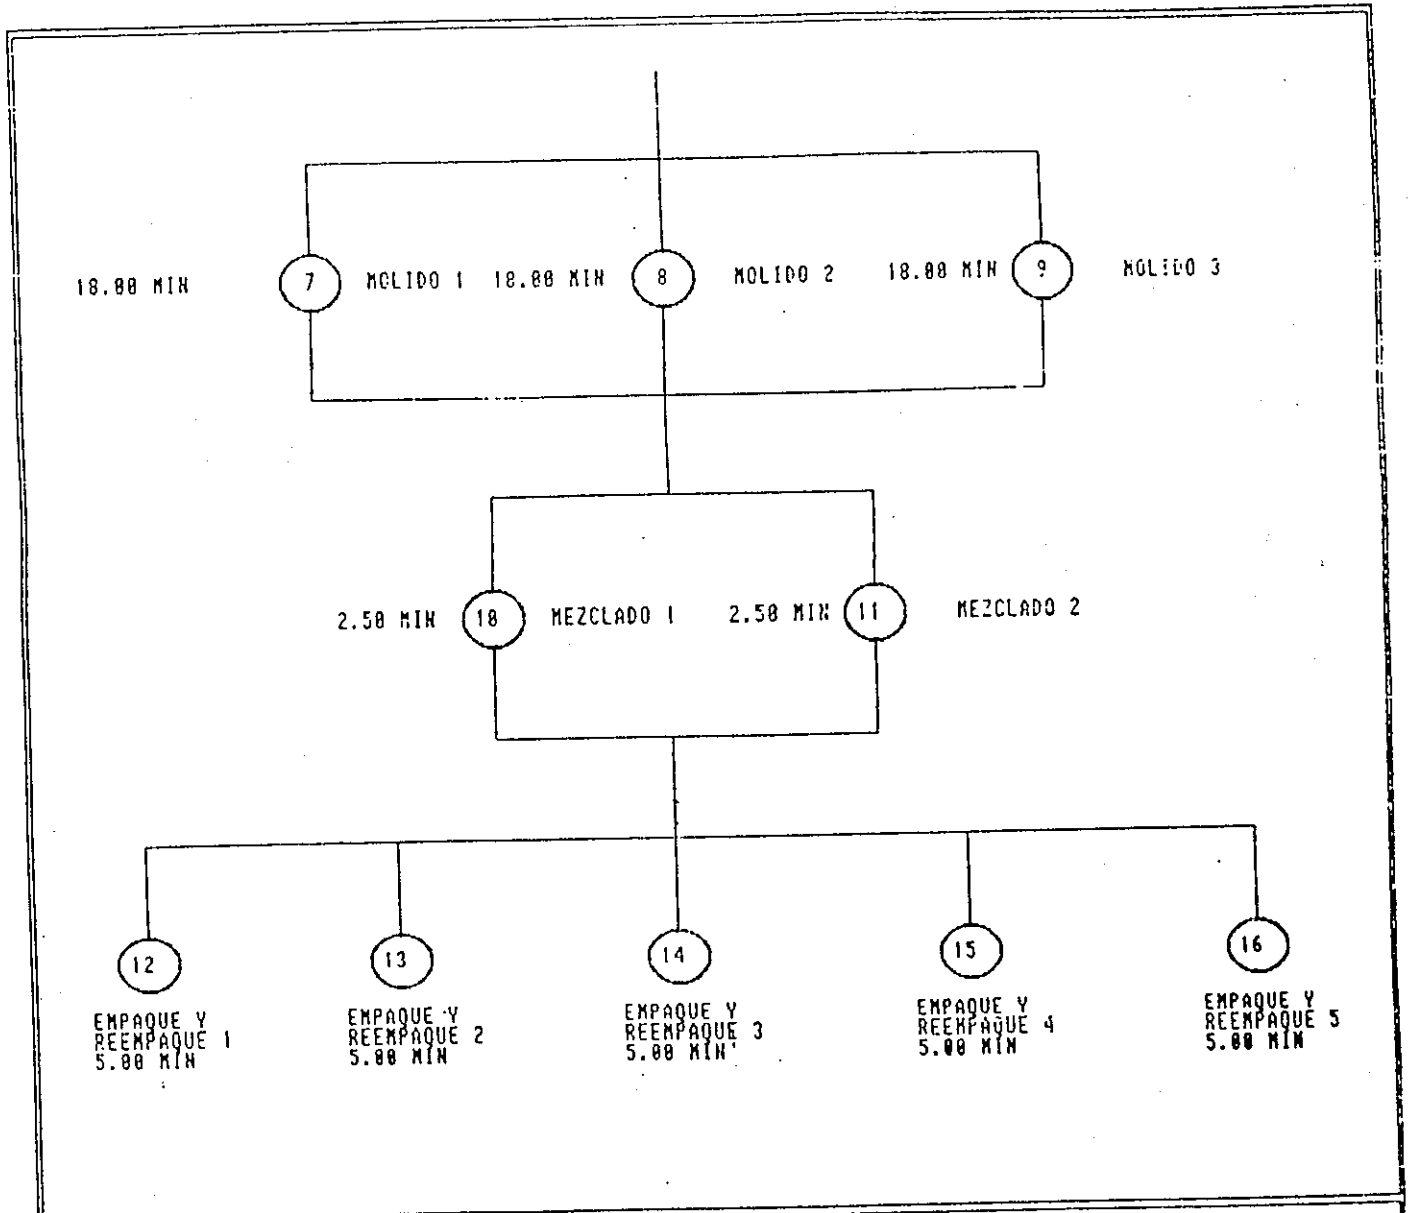 18.00 MIN 7 MOLIDO 1 18.00 MIN 8 MOLIDO 2 18.00 MIN 9 MOLIDO 3
2.50 MIN 10 MEZCLADO 1 2.50 MIN 11 MEZCLADO 2
12 13 14 15 16
EMPAQUE Y
REEMPAQUE 1
5.00 MIN
EMPAQUE Y
REEMPAQUE 2
5.00 MIN
EMPAQUE Y
REEMPAQUE 3
5.00 MIN
EMPAQUE Y
REEMPAQUE 4
5.00 MIN
EMPAQUE Y
REEMPAQUE 5
5.00 MIN